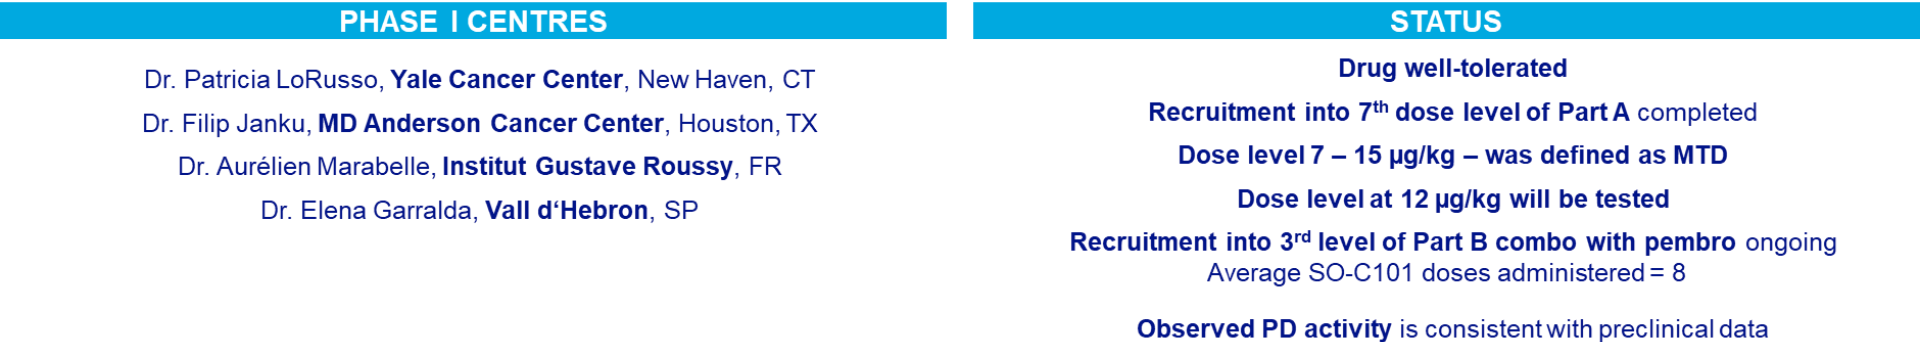 PHASE I CENTRES
Dr. Patricia LoRusso, Yale Cancer Center, New Haven, CT
Dr. Filip Janku, MD Anderson Cancer Center, Houston, TX
Dr. Aurélien Marabelle, Institut Gustave Roussy, FR
Dr. Elena Garralda, Vall d‘Hebron, SP
STATUS
Drug well-tolerated
Recruitment into 7th dose level of Part A completed
Dose level 7 – 15 µg/kg – was defined as MTD
Dose level at 12 µg/kg will be tested
Recruitment into 3rd level of Part B combo with pembro ongoing
Average SO-C101 doses administered = 8
Observed PD activity is consistent with preclinical data